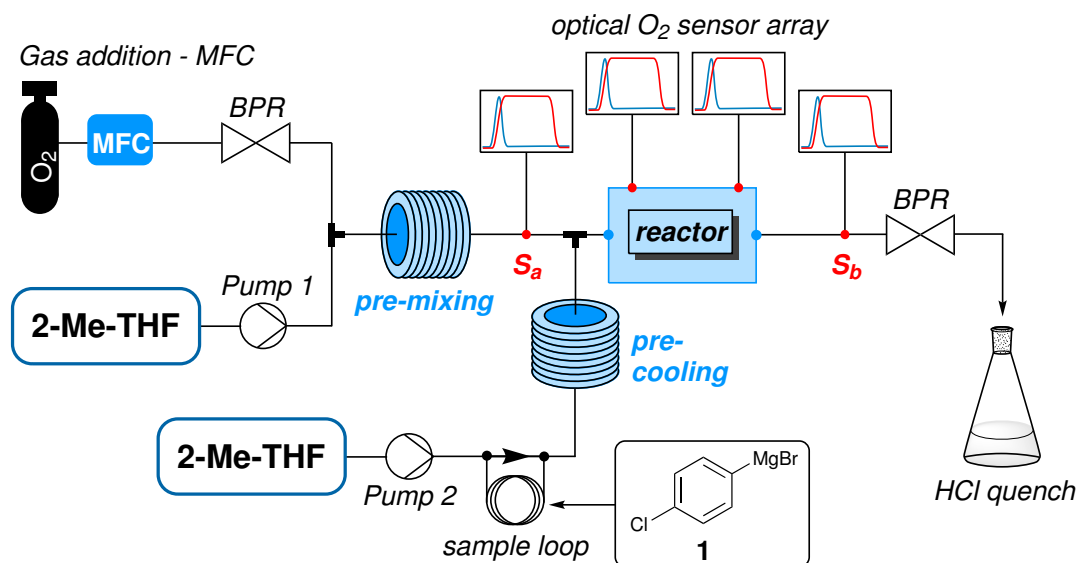 optical O2 sensor array
Gas addition - MFC
BPR
MFC
O2
BPR
reactor
Sa
Sb
Pump 1
pre-mixing
2-Me-THF
pre-
cooling
2-Me-THF
Pump 2
sample loop
MgBr
Cl
1
HCl quench